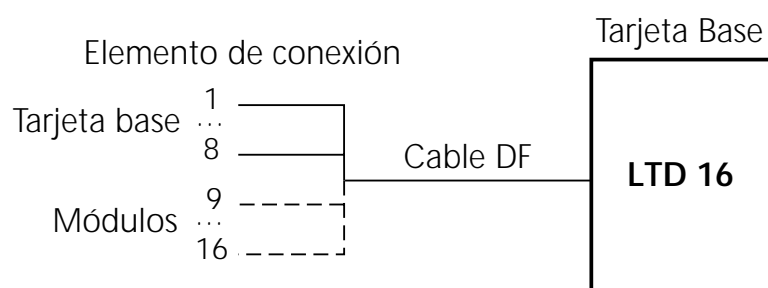 Tarjeta Base
Elemento de conexión
Tarjeta base
1
...
8
Cable DF
LTD 16
Módulos
9
...
16